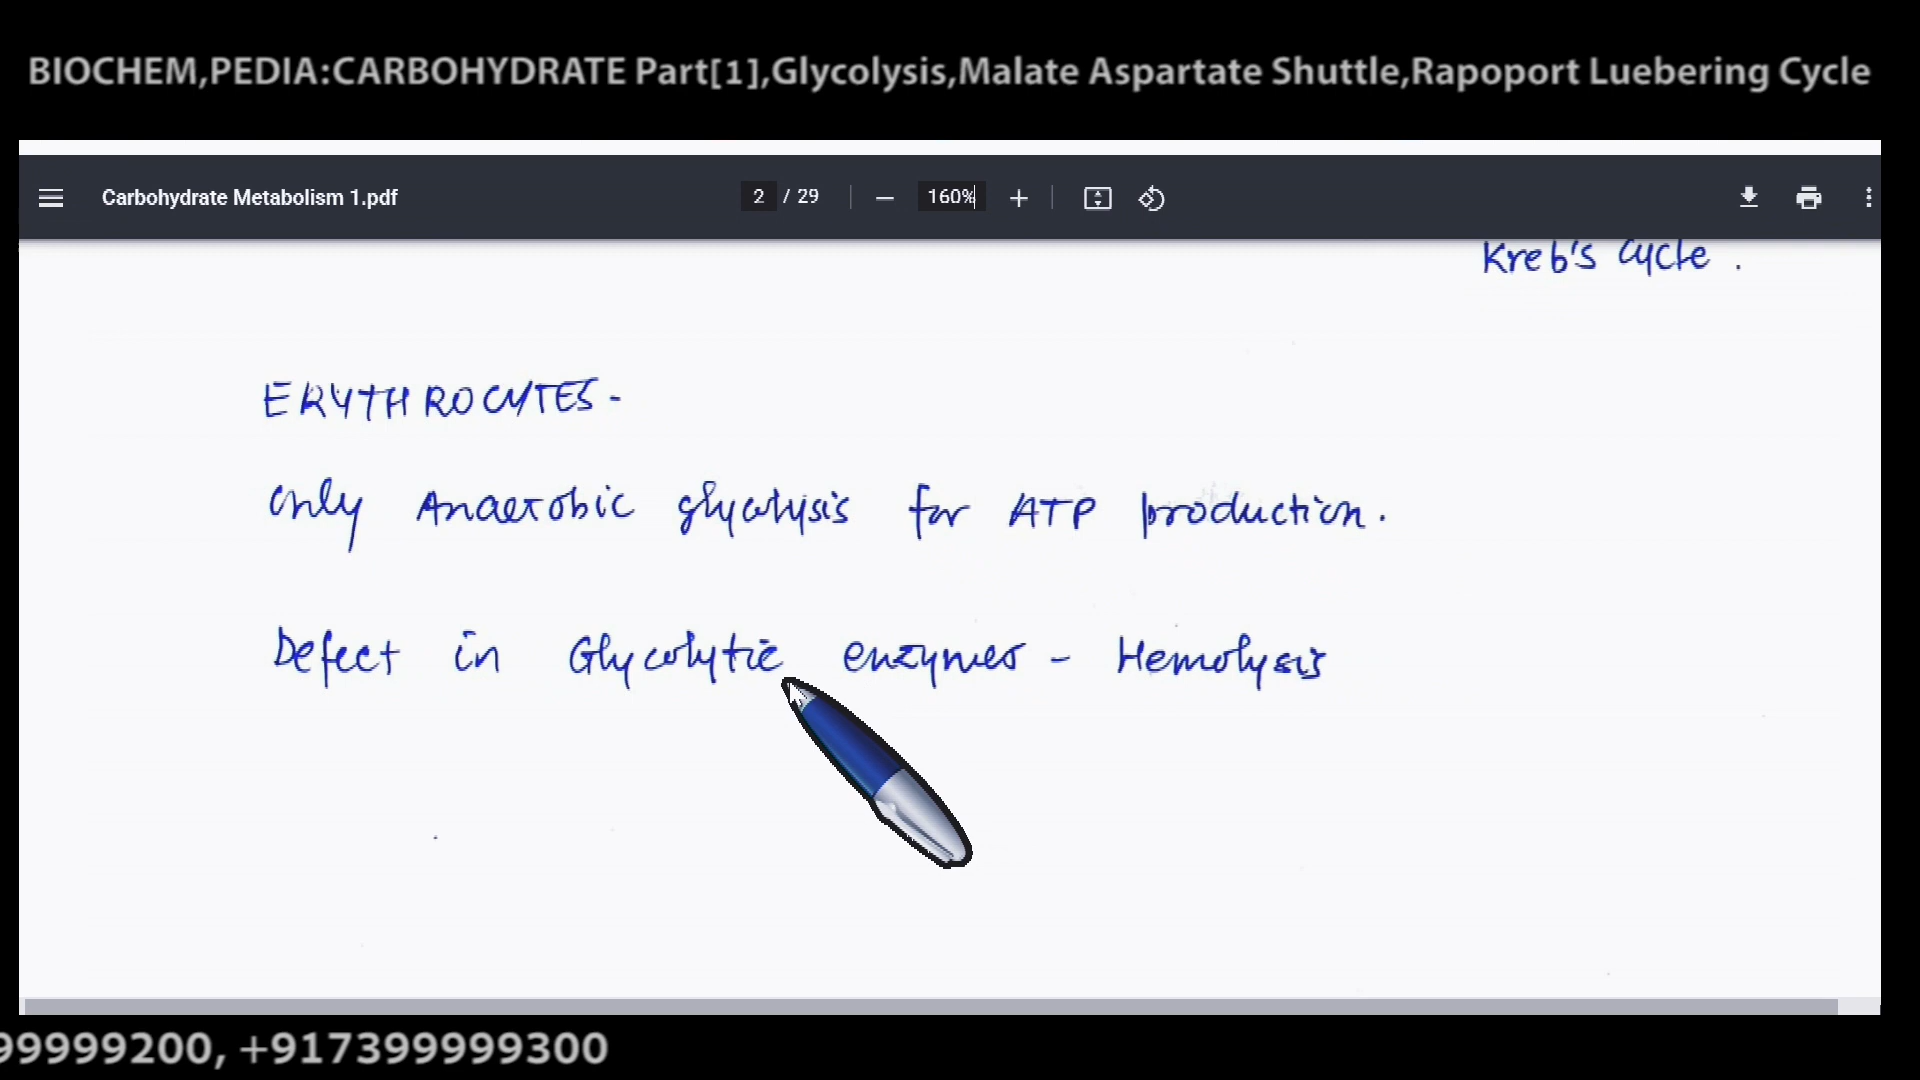 BIOCHEM,PEDIA:CARBOHYDRATE Part[1],Glycolysis,Malate Aspartate Shuttle,Rapoport Luebering Cycle
Carbohydrate Metabolism 1.pdf 2 / 29 160%
Kreb's cycle .
ERYTHROCYTES -
only Anaerobic glycolysis for ATP production.
Defect in Glycolytic enzymes - Hemolysis
99999200, +917399999300